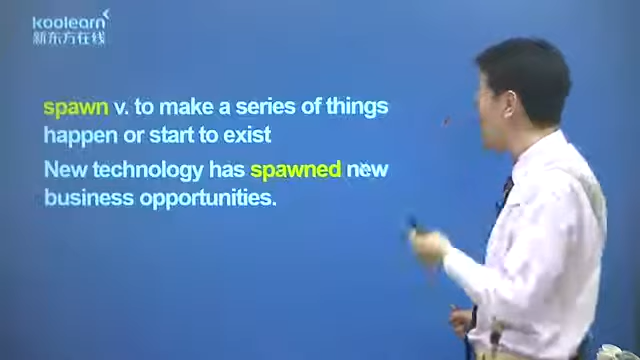 koolearn
新东方在线
spawn v. to make a series of things
happen or start to exist
New technology has spawned new
business opportunities.